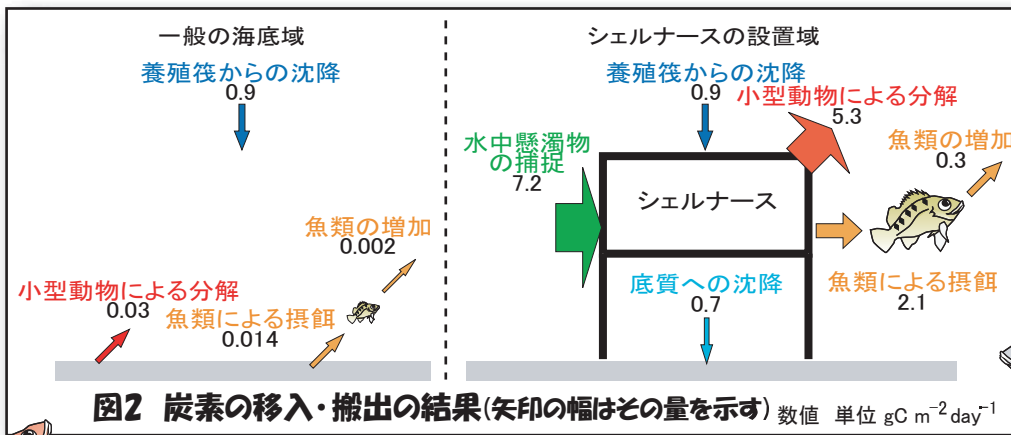 一般の海底域
養殖筏からの沈降
0.9
小型動物による分解
0.03
魚類による摂餌
0.014
魚類の増加
0.002
シェルナースの設置域
養殖筏からの沈降
0.9
小型動物による分解
5.3
水中懸濁物
の捕捉
7.2
シェルナース
魚類の増加
0.3
魚類による摂餌
2.1
底質への沈降
0.7
図2 炭素の移入・搬出の結果(矢印の幅はその量を示す) 数値 単位 gC m⁻² day⁻¹